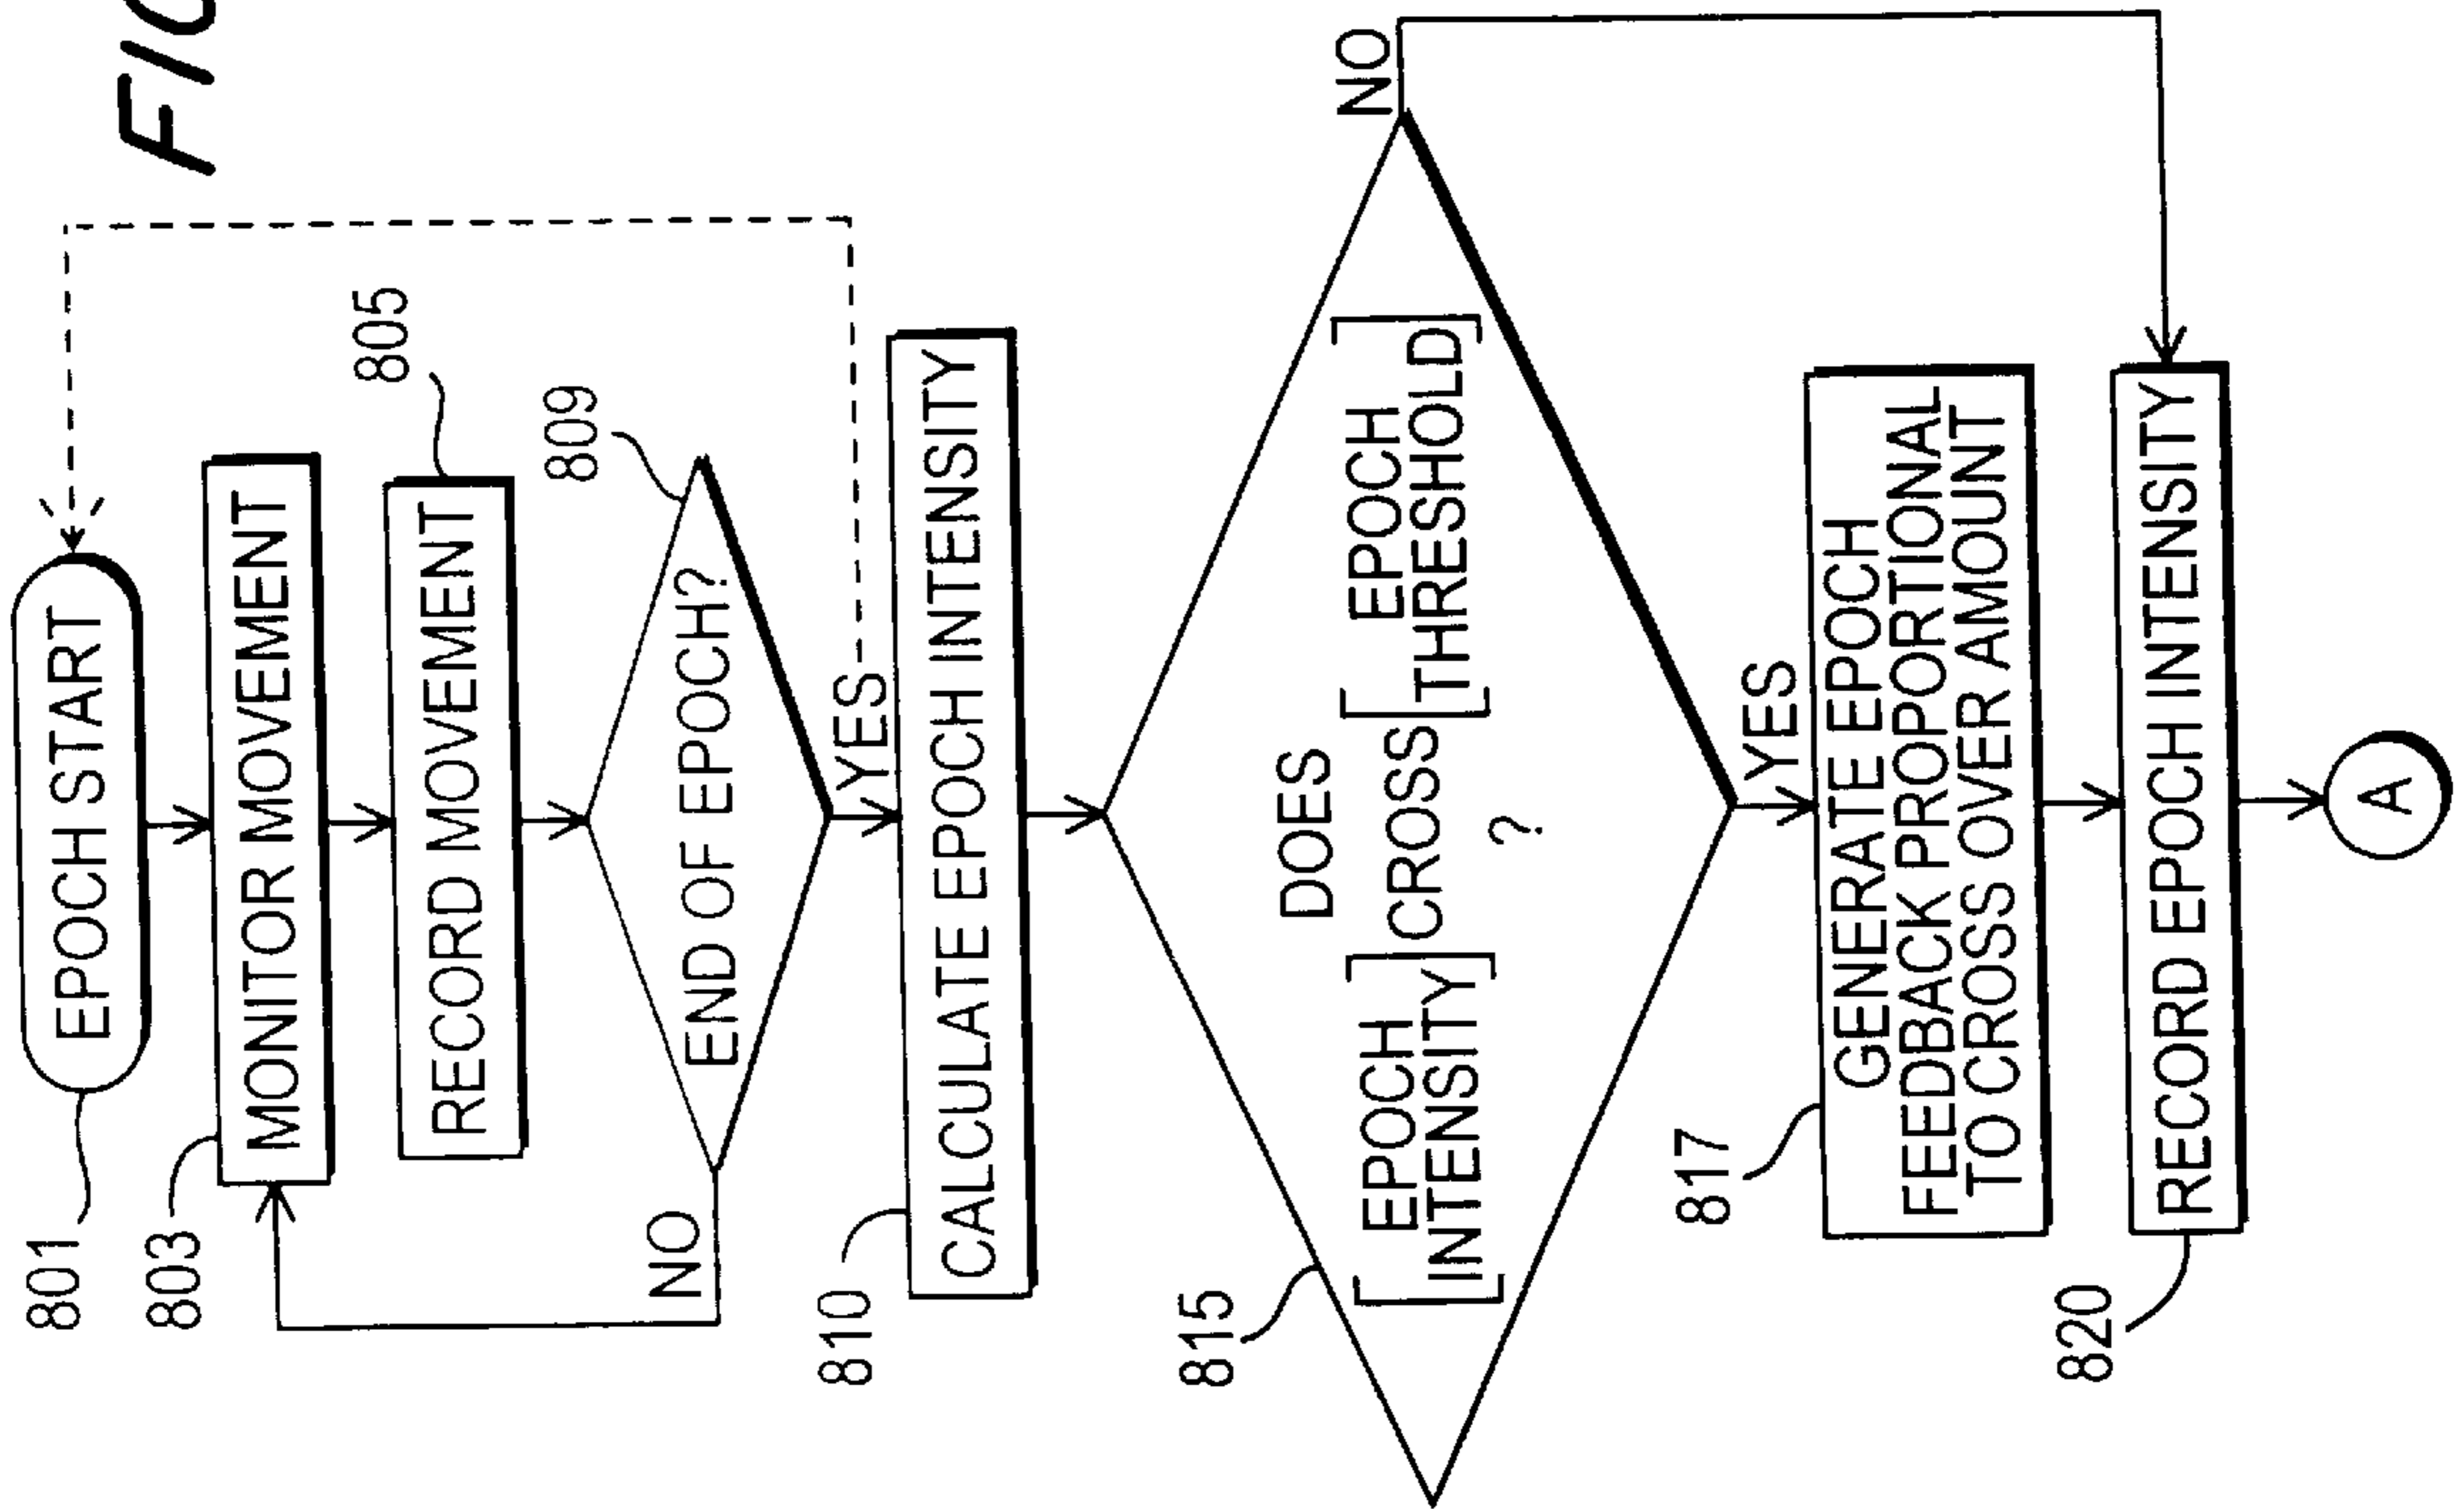 801
EPOCH START
803
MONITOR MOVEMENT
805
RECORD MOVEMENT
809
END OF EPOCH?
NO
YES
810
CALCULATE EPOCH INTENSITY
815
DOES
[EPOCH INTENSITY] CROSS [EPOCH THRESHOLD]
?
NO
YES
817
GENERATE EPOCH
FEEDBACK PROPORTIONAL
TO CROSS OVER AMOUNT
820
RECORD EPOCH INTENSITY
A